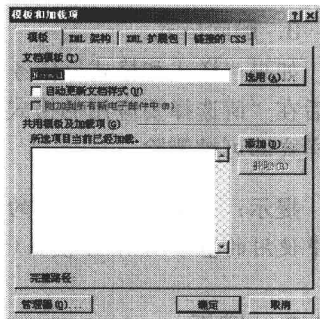 模板和加载项
模板 XML 架构 XML 扩展包 链接的 CSS
文档模板(T)
Normal 选用(A)...
自动更新文档样式(U)
附加到所有新电子邮件中(M)
共用模板及加载项(G)
所选项目当前已经加载。
添加(D)...
删除(R)
完整路径
管理器(O)... 确定 取消